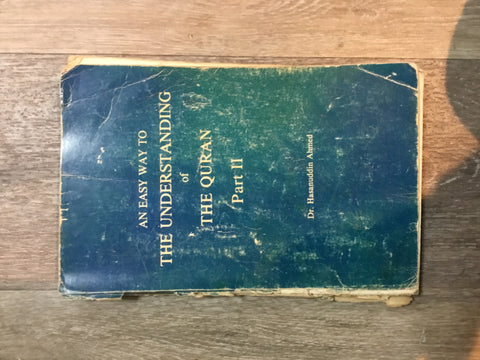 AN EASY WAY TO
THE UNDERSTANDING
of
THE QURAN
Part II
Dr. Hasanuddin Ahmed